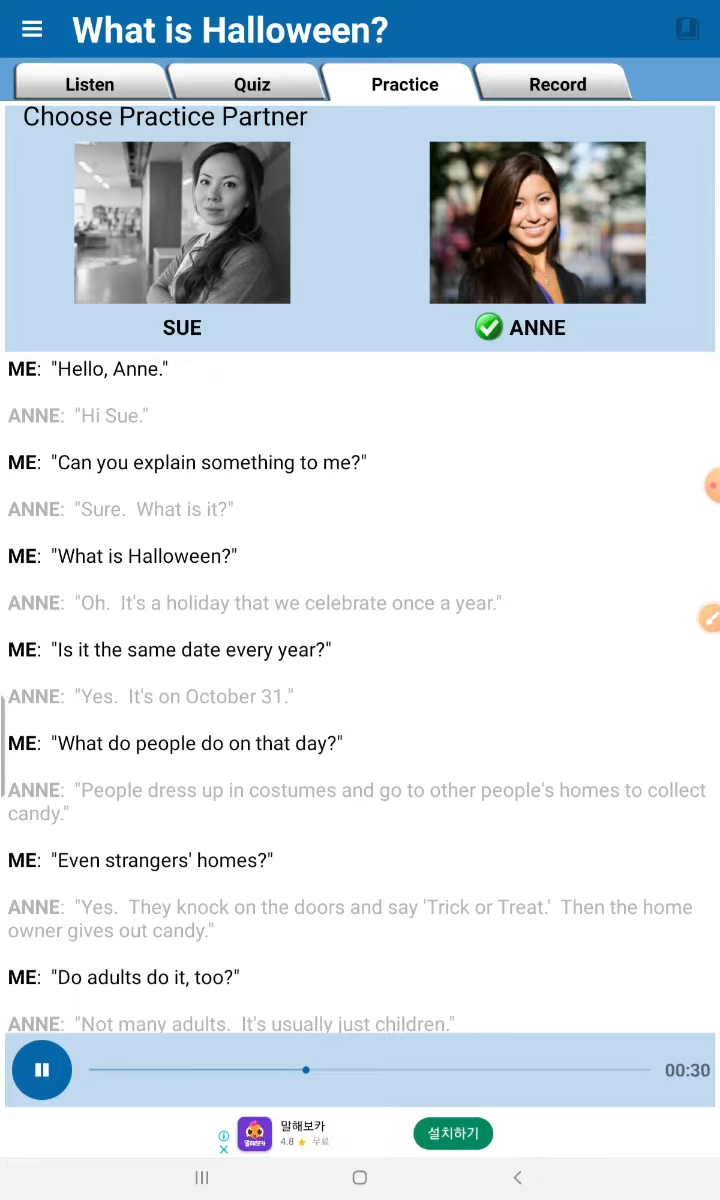 What is Halloween?
Listen
Quiz
Practice
Record
Choose Practice Partner
SUE
ANNE
ME:  "Hello, Anne."
ANNE:  "Hi Sue."
ME:  "Can you explain something to me?"
ANNE:  "Sure.  What is it?"
ME:  "What is Halloween?"
ANNE:  "Oh.  It's a holiday that we celebrate once a year."
ME:  "Is it the same date every year?"
ANNE:  "Yes.  It's on October 31."
ME:  "What do people do on that day?"
ANNE:  "People dress up in costumes and go to other people's homes to collect
candy."
ME:  "Even strangers' homes?"
ANNE:  "Yes.  They knock on the doors and say 'Trick or Treat.'  Then the home
owner gives out candy."
ME:  "Do adults do it, too?"
ANNE:  "Not many adults.  It's usually just children."
00:30
말해보카
4.8 ★ 무료
말해보카
설치하기